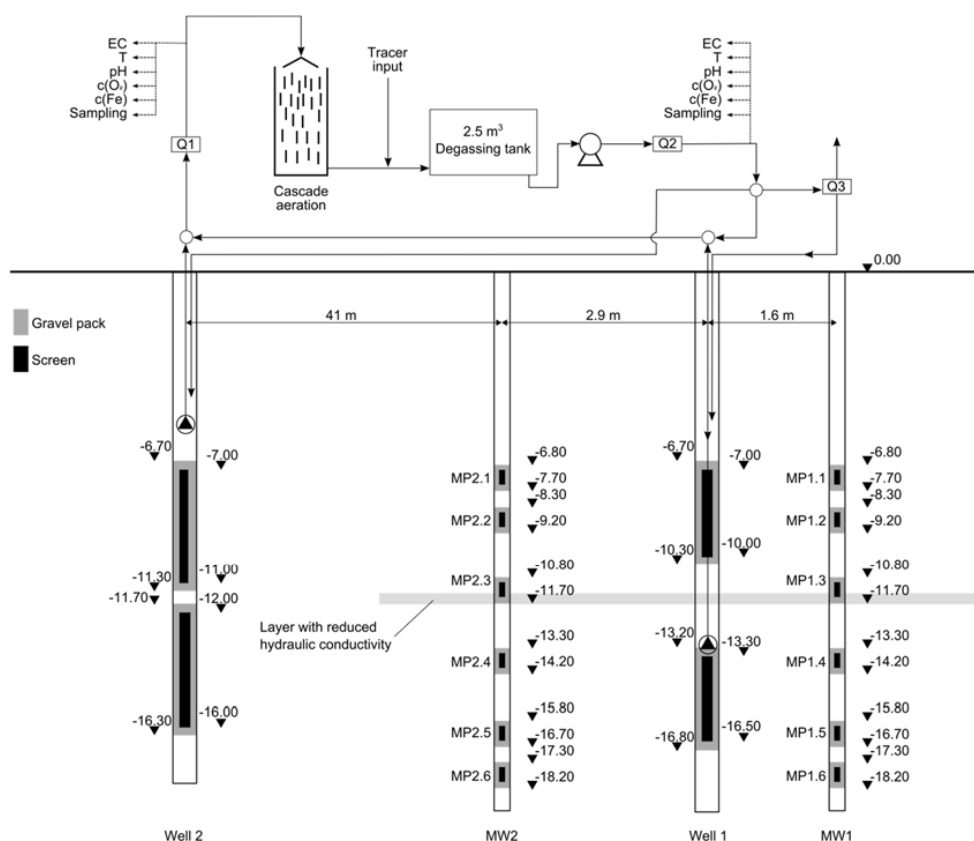 EC
T
pH
c(O₂)
c(Fe)
Sampling
Q1
Cascade
aeration
Tracer
input
2.5 m³
Degassing tank
Q2
EC
T
pH
c(O₂)
c(Fe)
Sampling
Q3
0.00
Gravel pack
Screen
41 m
2.9 m
1.6 m
-6.70
-7.00
-11.30
-11.00
-11.70
-12.00
-16.30
-16.00
Layer with reduced
hydraulic conductivity
MP2.1
-6.80
-7.70
MP2.2
-8.30
-9.20
MP2.3
-10.80
-11.70
MP2.4
-13.30
-14.20
MP2.5
-15.80
-16.70
MP2.6
-17.30
-18.20
-6.70
-7.00
-10.30
-10.00
-13.20
-13.30
-16.80
-16.50
MP1.1
-6.80
-7.70
MP1.2
-8.30
-9.20
MP1.3
-10.80
-11.70
MP1.4
-13.30
-14.20
MP1.5
-15.80
-16.70
MP1.6
-17.30
-18.20
Well 2
MW2
Well 1
MW1